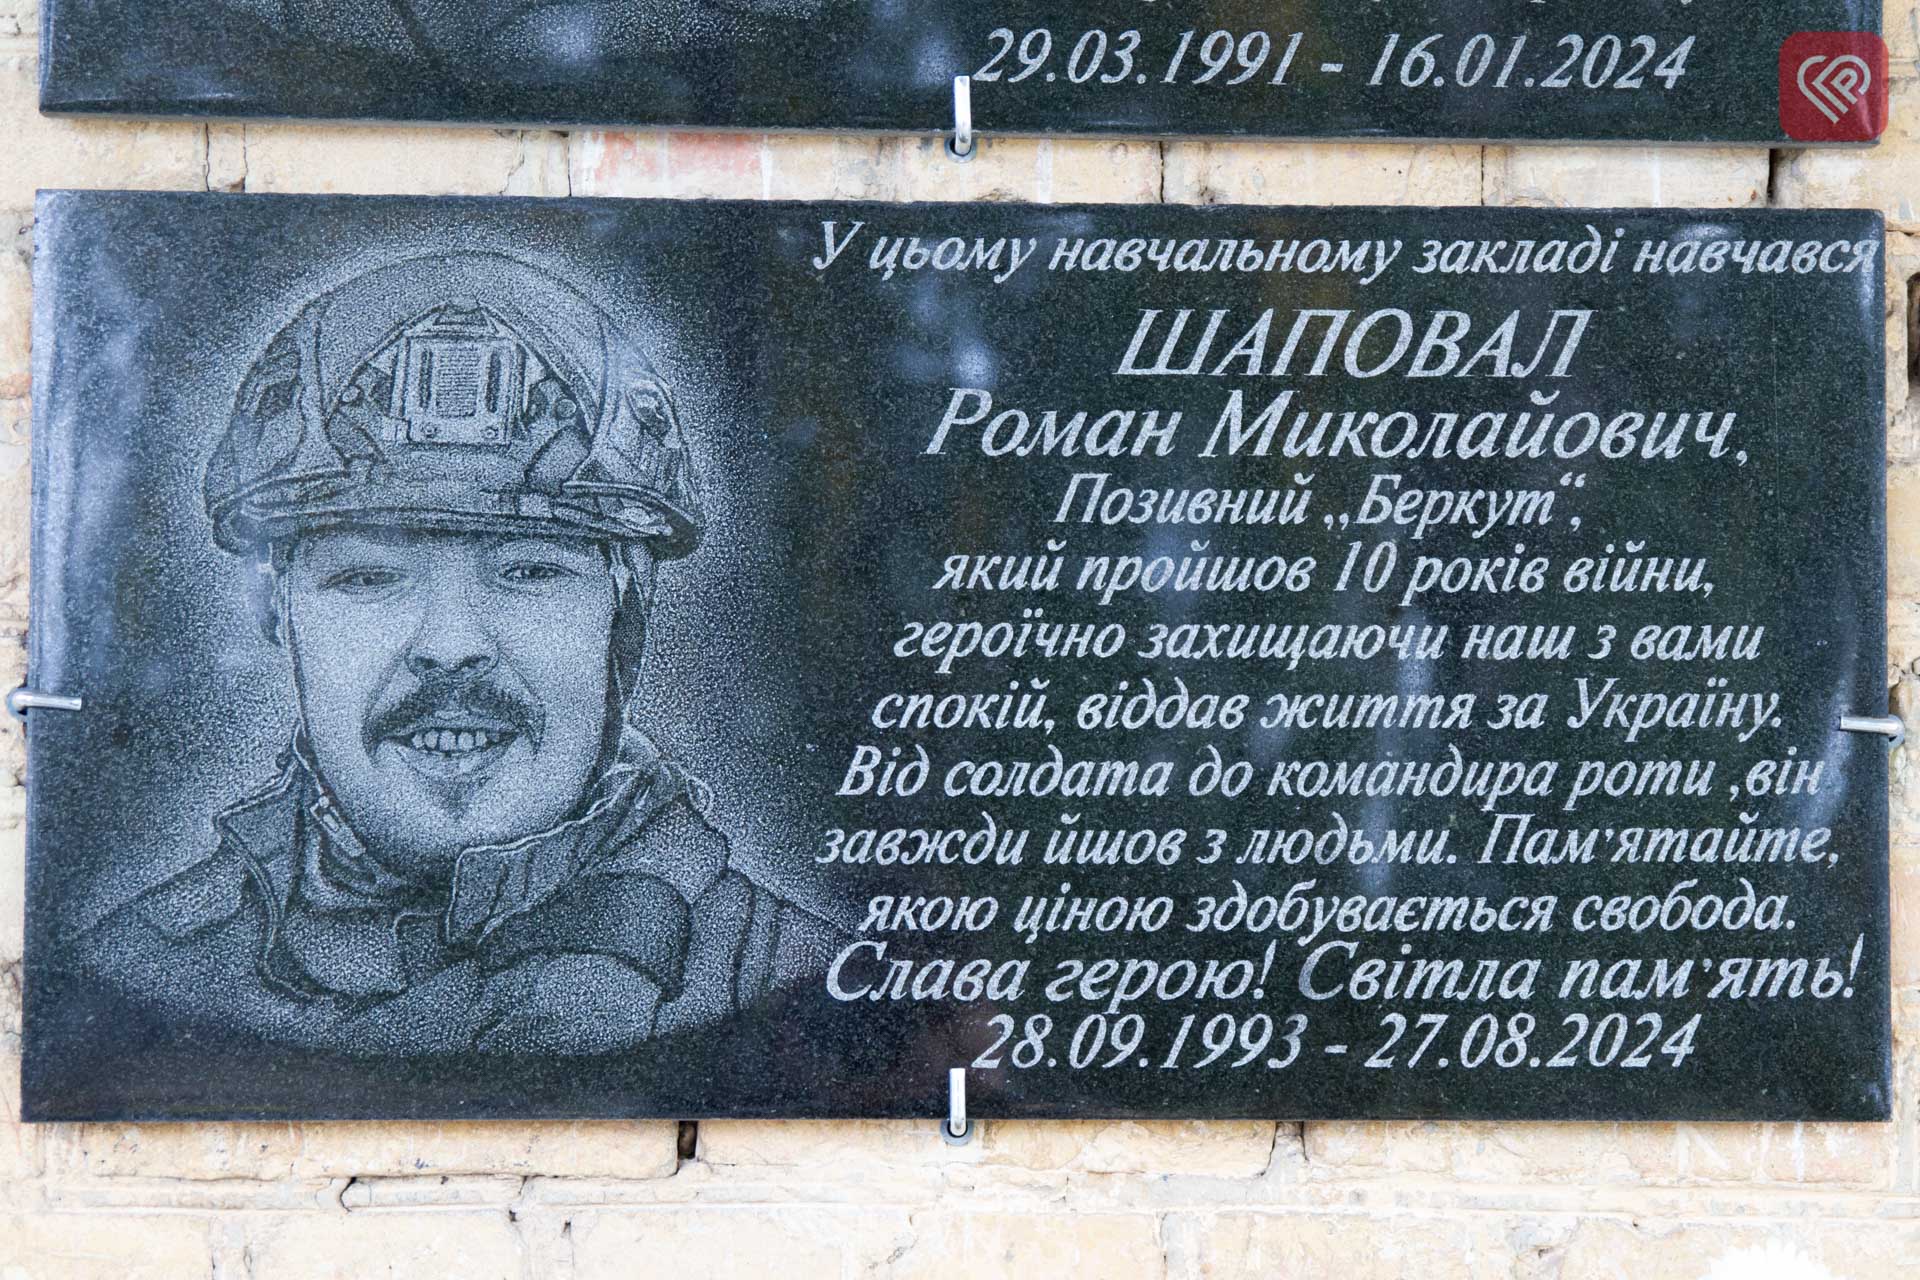 29.03.1991 - 16.01.2024
У цьому навчальному закладі навчався
ШАПОВАЛ
Роман Миколайович,
Позивний „Беркут“,
який пройшов 10 років війни,
героїчно захищаючи наш з вами
спокій, віддав життя за Україну.
Від солдата до командира роти ,він
завжди йшов з людьми. Пам’ятайте,
якою ціною здобувається свобода.
Слава герою! Світла пам’ять!
28.09.1993 - 27.08.2024